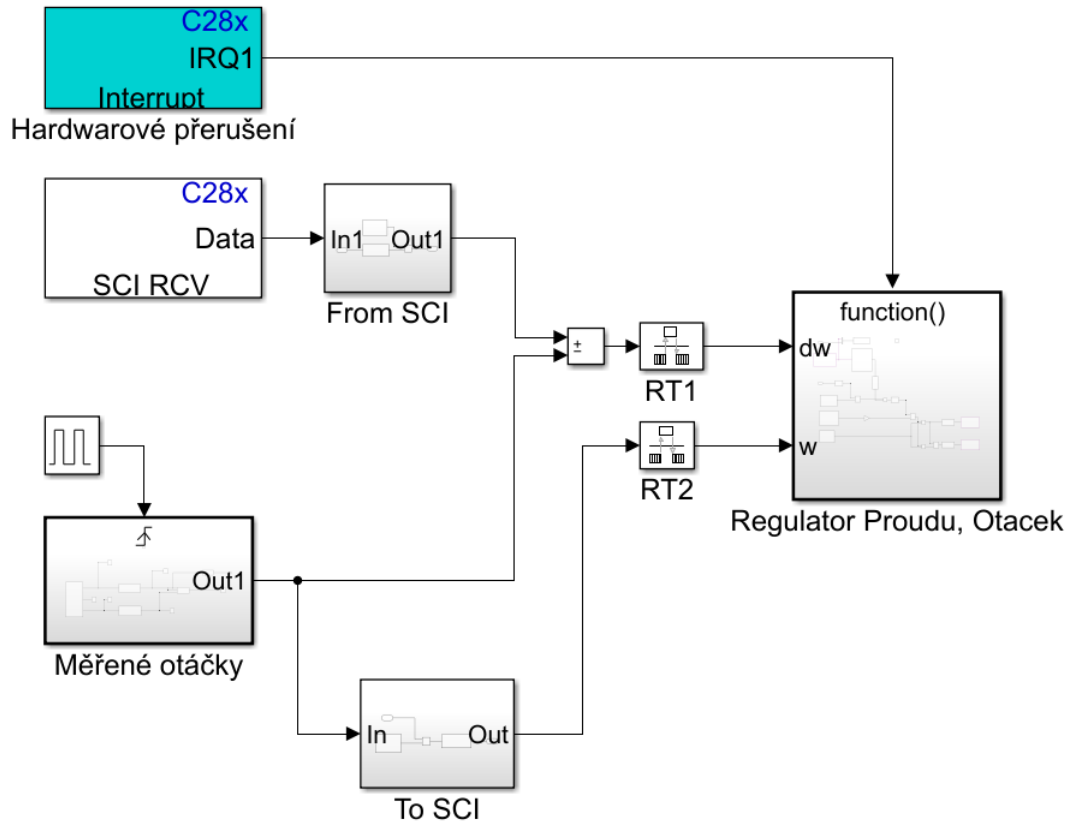 C28x
IRQ1
Interrupt
Hardwarové přerušení
C28x
Data
SCI RCV
In1 Out1
From SCI
function()
dw
w
Regulator Proudu, Otacek
±
RT1
RT2
Out1
Měřené otáčky
In Out
To SCI